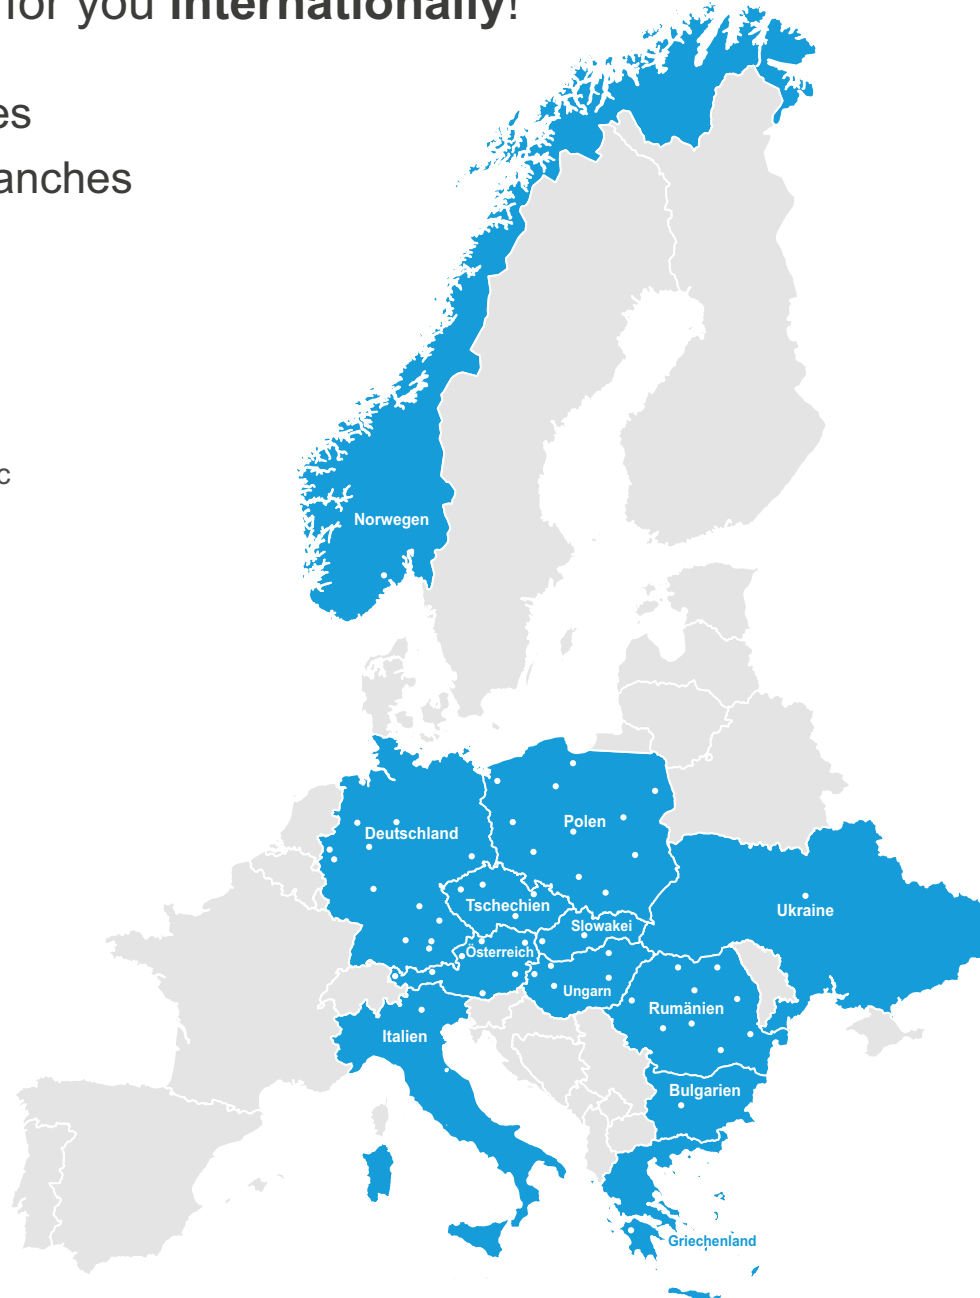 for you internationally!
es
anches
c
Norwegen
Deutschland
Polen
Tschechien
Ukraine
Slowakei
Österreich
Ungarn
Rumänien
Italien
Bulgarien
Griechenland